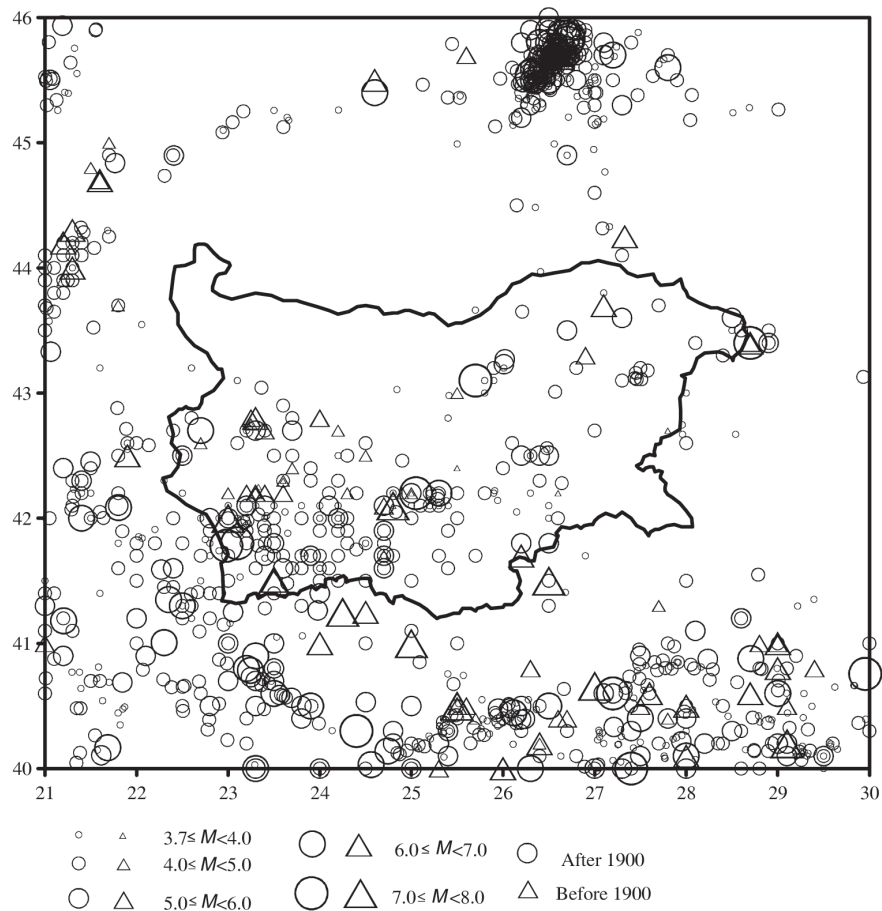 46
45
44
43
42
41
40
21 22 23 24 25 26 27 28 29 30
3.7≤ M<4.0
4.0≤ M<5.0
5.0≤ M<6.0
6.0≤ M<7.0
7.0≤ M<8.0
After 1900
Before 1900